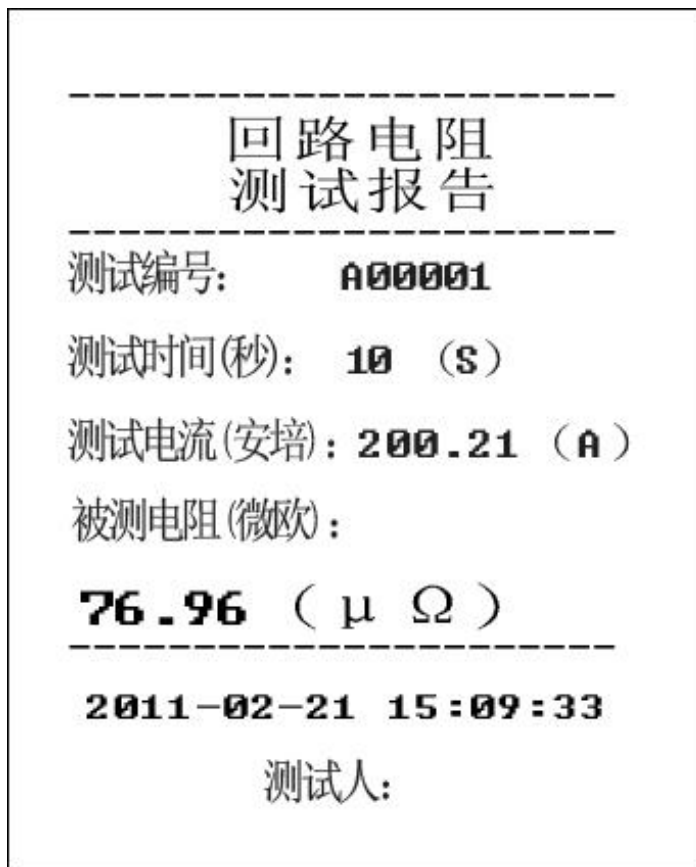 回路电阻
测试报告
测试编号: A00001
测试时间(秒): 10 (S)
测试电流(安培): 200.21 (A)
被测电阻(微欧):
76.96 (μ Ω)
2011-02-21 15:09:33
测试人: